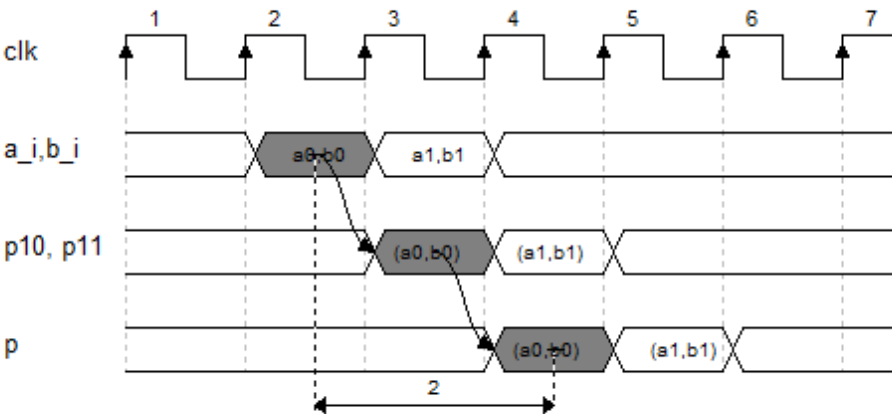 1 2 3 4 5 6 7
clk
a_i,b_i a0,b0 a1,b1
p10, p11 (a0,b0) (a1,b1)
p (a0,b0) (a1,b1)
2